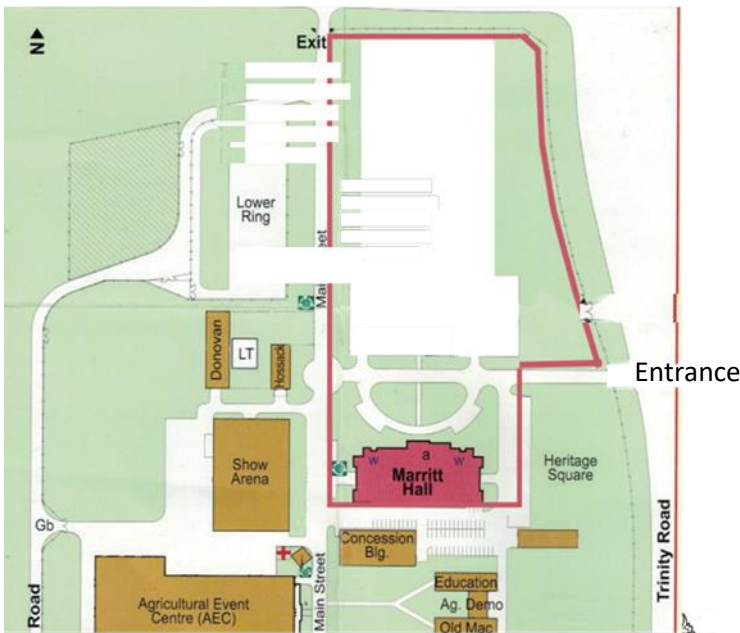 N
Exit
Lower
Ring
Main Street
Donovan
LT
Hossack
Entrance
Show
Arena
w
a
w
Marritt
Hall
Heritage
Square
Gb
Concession
Blg.
Education
Ag. Demo
Old Mac
Agricultural Event
Centre (AEC)
Main Street
Road
Trinity Road